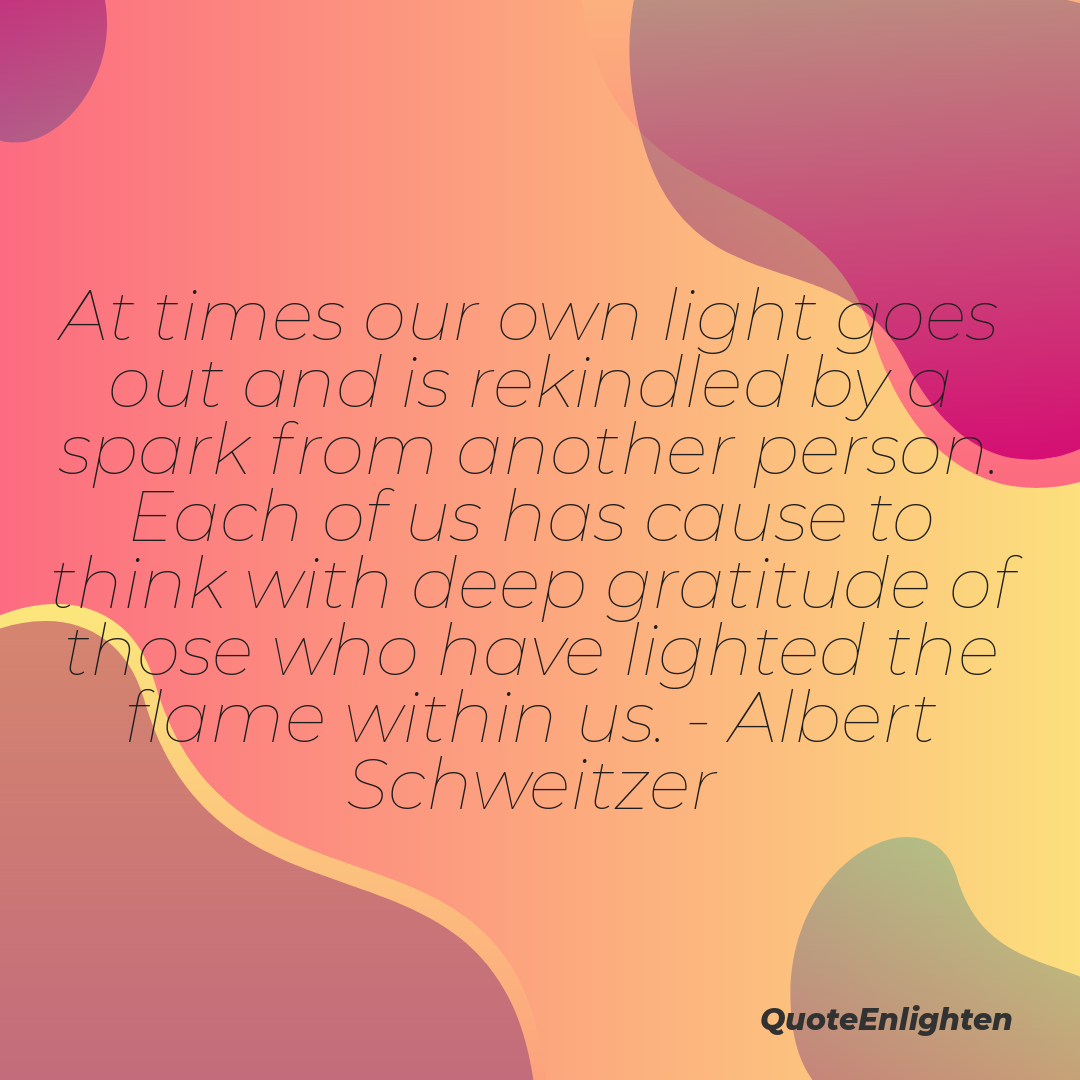 At times our own light goes
out and is rekindled by a
spark from another person.
Each of us has cause to
think with deep gratitude of
those who have lighted the
flame within us. - Albert
Schweitzer
QuoteEnlighten